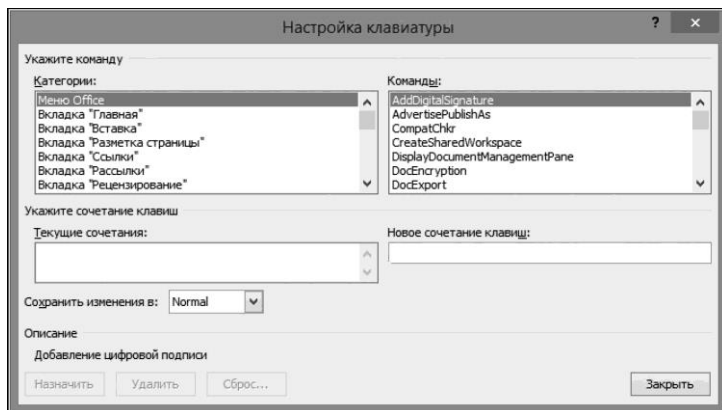 Настройка клавиатуры
? ×
Укажите команду
Категории:
Меню Office
Вкладка "Главная"
Вкладка "Вставка"
Вкладка "Разметка страницы"
Вкладка "Ссылки"
Вкладка "Рассылки"
Вкладка "Рецензирование"
Команды:
AddDigitalSignature
AdvertisePublishAs
CompatChkr
CreateSharedWorkspace
DisplayDocumentManagementPane
DocEncryption
DocExport
Укажите сочетание клавиш
Текущие сочетания:
Новое сочетание клавиш:
Сохранить изменения в: Normal
Описание
Добавление цифровой подписи
Назначить Удалить Сброс... Закрыть